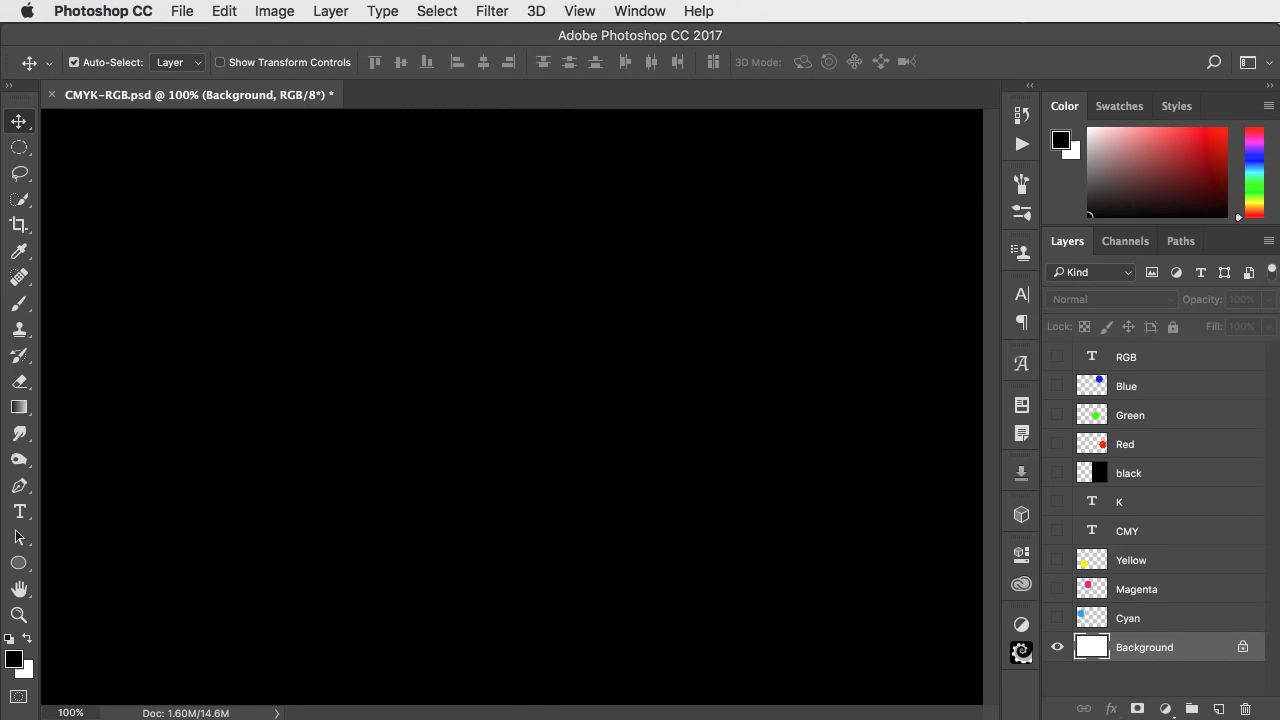 Photoshop CC File Edit Image Layer Type Select Filter 3D View Window Help
Adobe Photoshop CC 2017
Auto-Select: Layer Show Transform Controls 3D Mode:
CMYK-RGB.psd @ 100% (Background, RGB/8*) *
Color Swatches Styles
Layers Channels Paths
Kind
Normal Opacity: 100%
Lock: Fill: 100%
RGB
Blue
Green
Red
black
K
CMY
Yellow
Magenta
Cyan
Background
100% Doc: 1.60M/14.6M